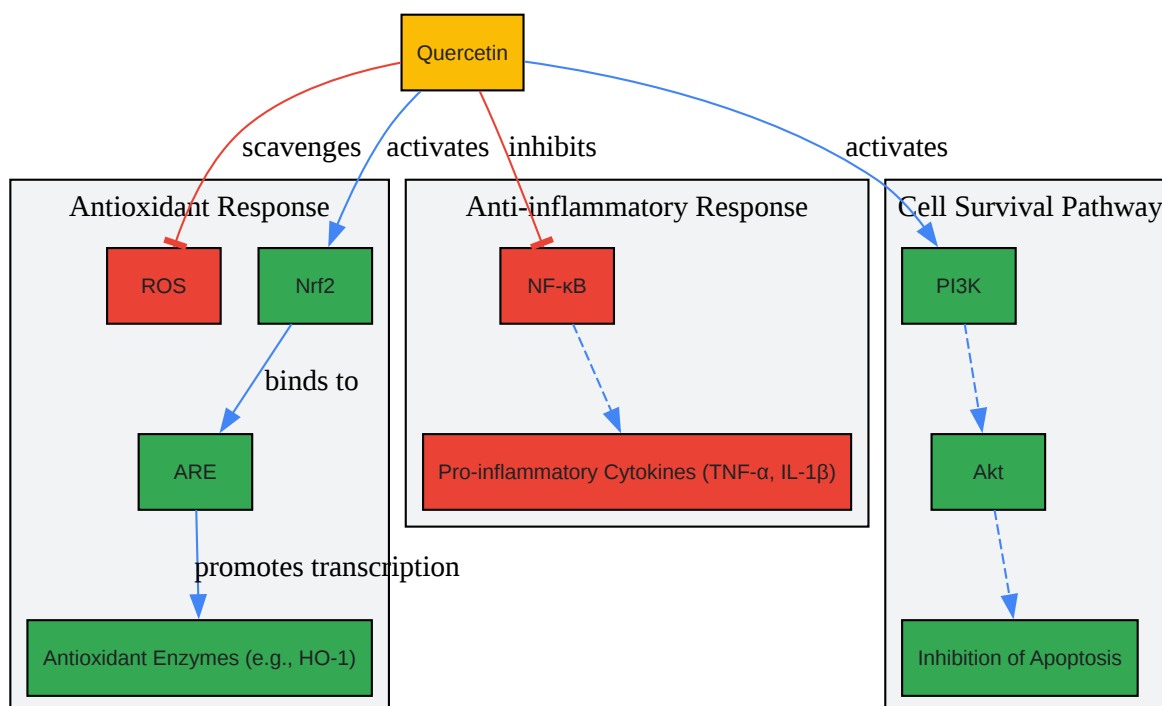 Quercetin
scavenges
activates
inhibits
activates
Antioxidant Response
Anti-inflammatory Response
Cell Survival Pathway
ROS
Nrf2
NF-κB
PI3K
binds to
ARE
Pro-inflammatory Cytokines (TNF-α, IL-1β)
Akt
promotes transcription
Antioxidant Enzymes (e.g., HO-1)
Inhibition of Apoptosis